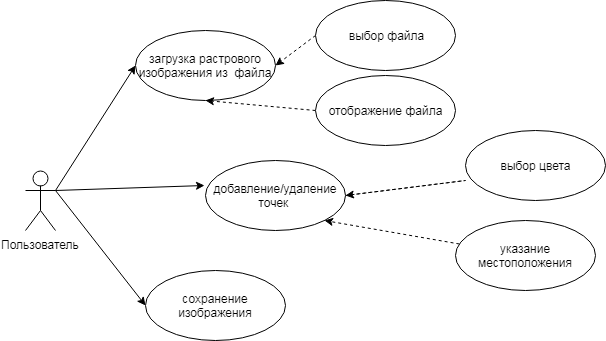 выбор файла
загрузка растрового
изображения из файла
отображение файла
выбор цвета
добавление/удаление
точек
Пользователь
указание
местоположения
сохранение
изображения